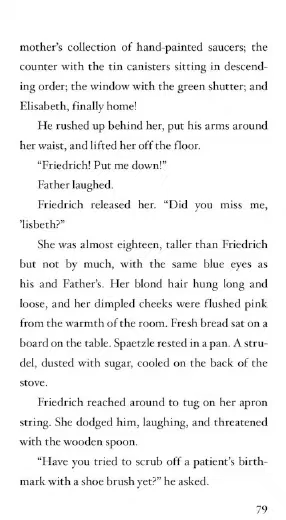 mother’s collection of hand-painted saucers; the
counter with the tin canisters sitting in descend-
ing order; the window with the green shutter; and
Elisabeth, finally home!
He rushed up behind her, put his arms around
her waist, and lifted her off the floor.
“Friedrich! Put me down!”
Father laughed.
Friedrich released her. “Did you miss me,
’lisbeth?”
She was almost eighteen, taller than Friedrich
but not by much, with the same blue eyes as
his and Father’s. Her blond hair hung long and
loose, and her dimpled cheeks were flushed pink
from the warmth of the room. Fresh bread sat on a
board on the table. Spaetzle rested in a pan. A stru-
del, dusted with sugar, cooled on the back of the
stove.
Friedrich reached around to tug on her apron
string. She dodged him, laughing, and threatened
with the wooden spoon.
“Have you tried to scrub off a patient’s birth-
mark with a shoe brush yet?” he asked.
79